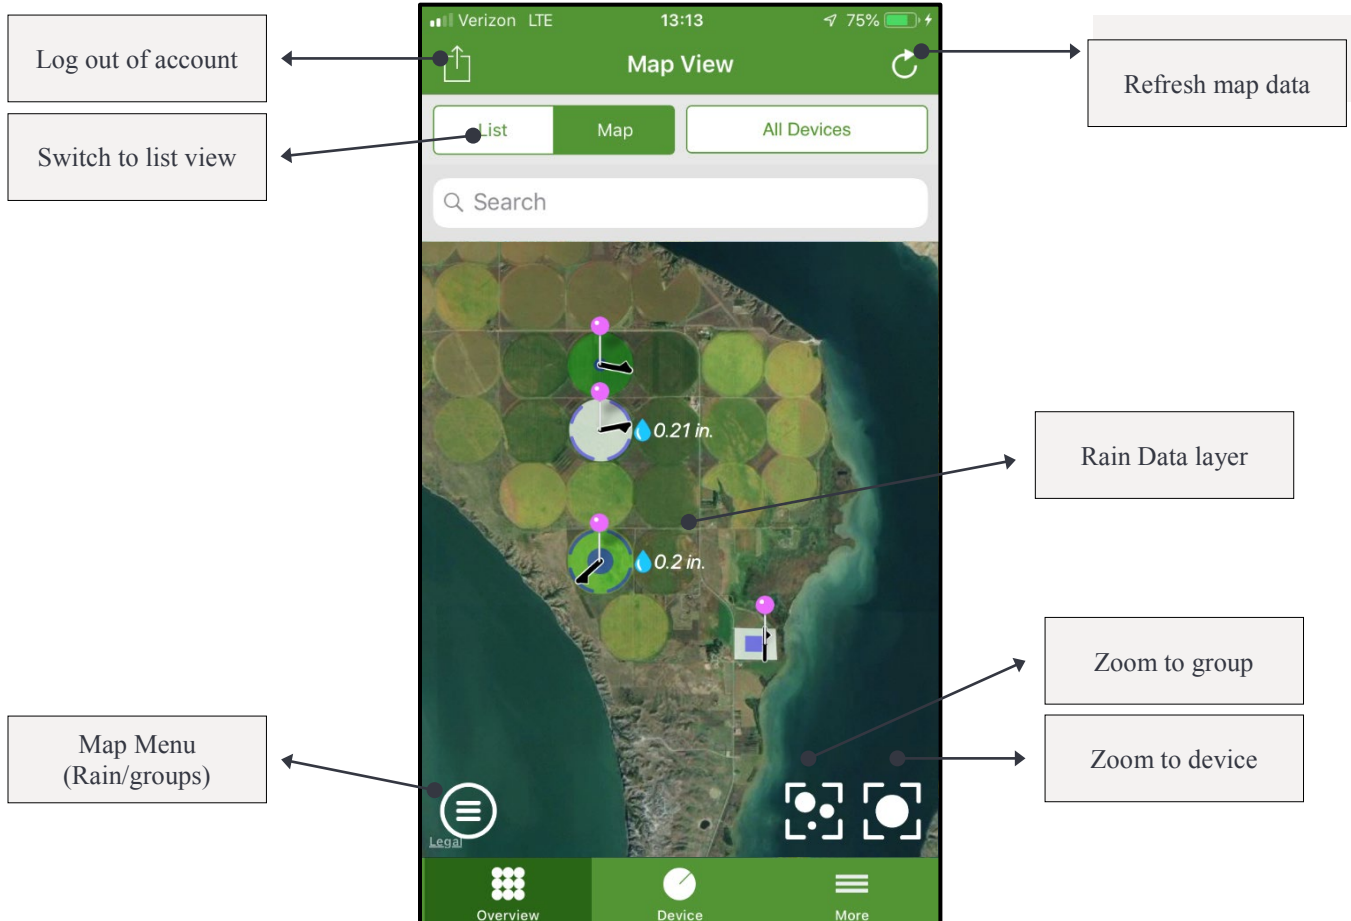 Verizon LTE
13:13
75%
Log out of account
Map View
Refresh map data
List
Map
All Devices
Switch to list view
Search
0.21 in.
Rain Data layer
0.2 in.
Zoom to group
Map Menu
(Rain/groups)
Zoom to device
Legal
Overview
Device
More